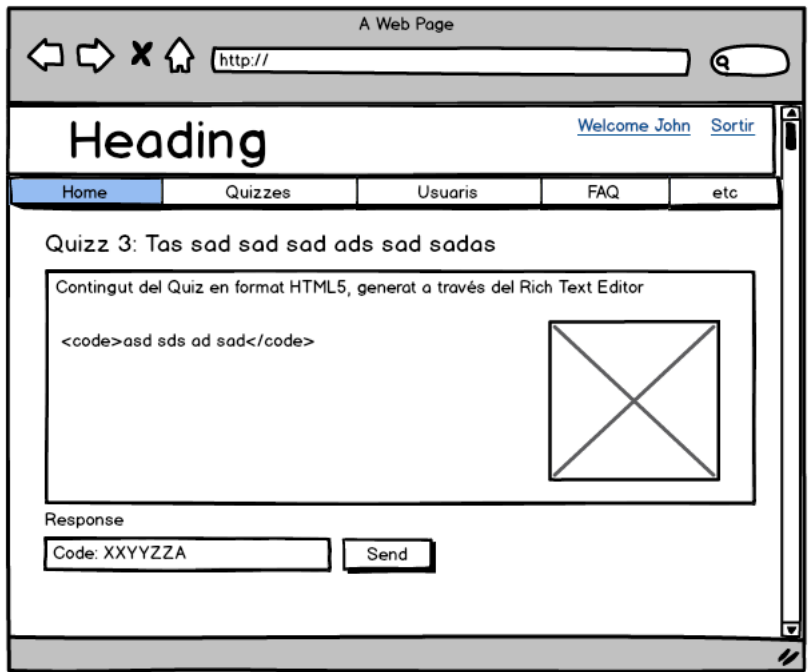 A Web Page
http://
Heading
Welcome John Sortir
Home Quizzes Usuaris FAQ etc
Quizz 3: Tas sad sad sad ads sad sadas
Contingut del Quiz en format HTML5, generat a través del Rich Text Editor
<code>asd sds ad sad</code>
Response
Code: XXYYZZA Send